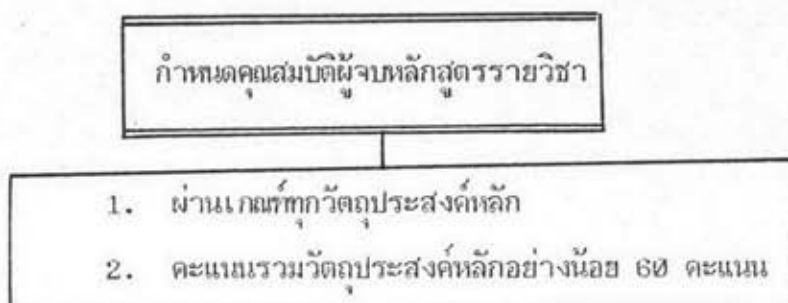 กำหนดคุณสมบัติผู้จบหลักสูตรรายวิชา
1. ผ่านเกณฑ์ทุกวัตถุประสงค์หลัก
2. คะแนนรวมวัตถุประสงค์หลักอย่างน้อย 60 คะแนน